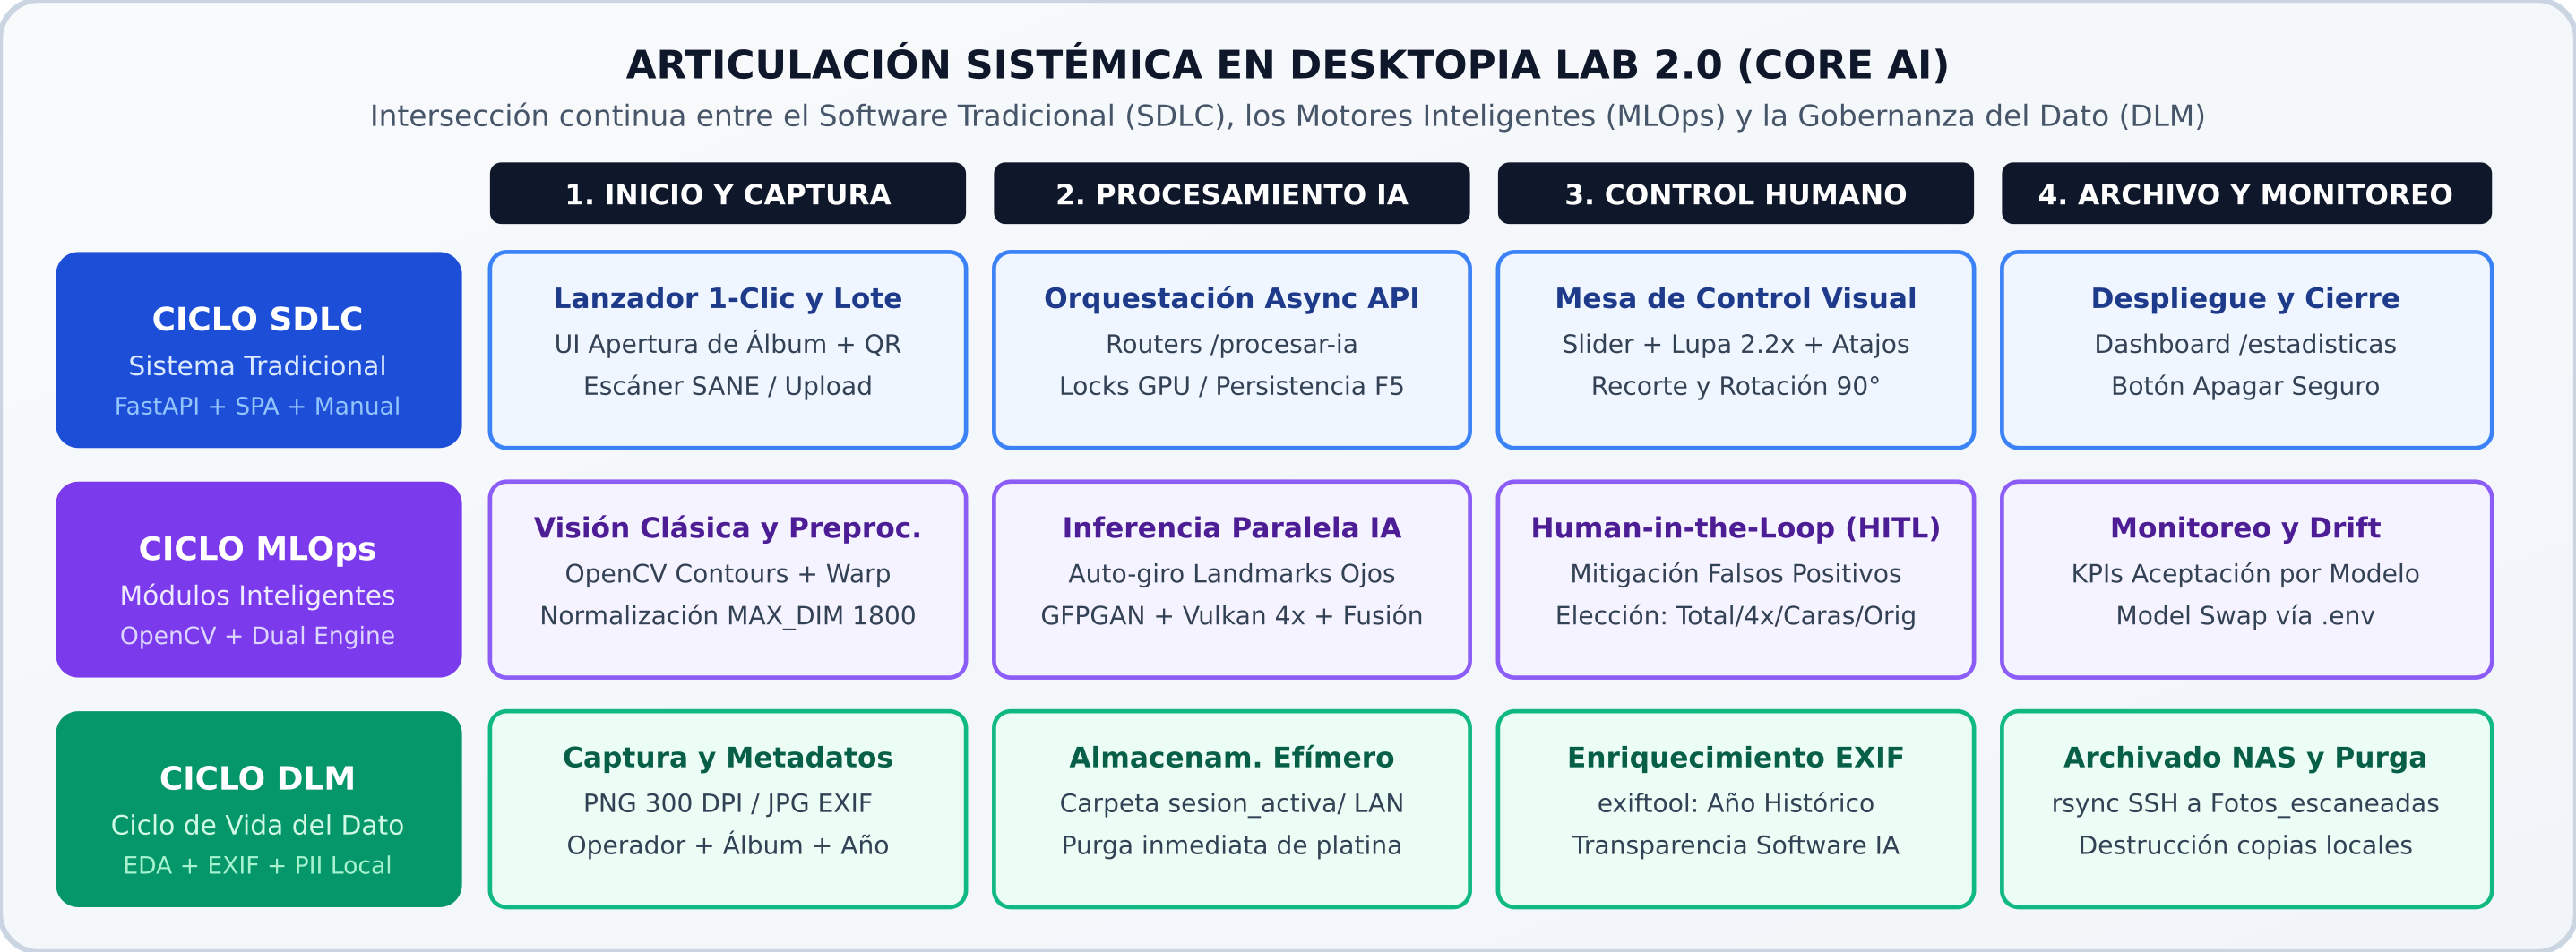 ARTICULACIÓN SISTÉMICA EN DESKTOPIA LAB 2.0 (CORE AI)
Intersección continua entre el Software Tradicional (SDLC), los Motores Inteligentes (MLOps) y la Gobernanza del Dato (DLM)
1. INICIO Y CAPTURA
2. PROCESAMIENTO IA
3. CONTROL HUMANO
4. ARCHIVO Y MONITOREO
CICLO SDLC
Sistema Tradicional
FastAPI + SPA + Manual
Lanzador 1-Clic y Lote
UI Apertura de Álbum + QR
Escáner SANE / Upload
Orquestación Async API
Routers /procesar-ia
Locks GPU / Persistencia F5
Mesa de Control Visual
Slider + Lupa 2.2x + Atajos
Recorte y Rotación 90°
Despliegue y Cierre
Dashboard /estadisticas
Botón Apagar Seguro
CICLO MLOps
Módulos Inteligentes
OpenCV + Dual Engine
Visión Clásica y Preproc.
OpenCV Contours + Warp
Normalización MAX_DIM 1800
Inferencia Paralela IA
Auto-giro Landmarks Ojos
GFPGAN + Vulkan 4x + Fusión
Human-in-the-Loop (HITL)
Mitigación Falsos Positivos
Elección: Total/4x/Caras/Orig
Monitoreo y Drift
KPIs Aceptación por Modelo
Model Swap vía .env
CICLO DLM
Ciclo de Vida del Dato
EDA + EXIF + PII Local
Captura y Metadatos
PNG 300 DPI / JPG EXIF
Operador + Álbum + Año
Almacenam. Efímero
Carpeta sesion_activa/ LAN
Purga inmediata de platina
Enriquecimiento EXIF
exiftool: Año Histórico
Transparencia Software IA
Archivado NAS y Purga
rsync SSH a Fotos_escaneadas
Destrucción copias locales